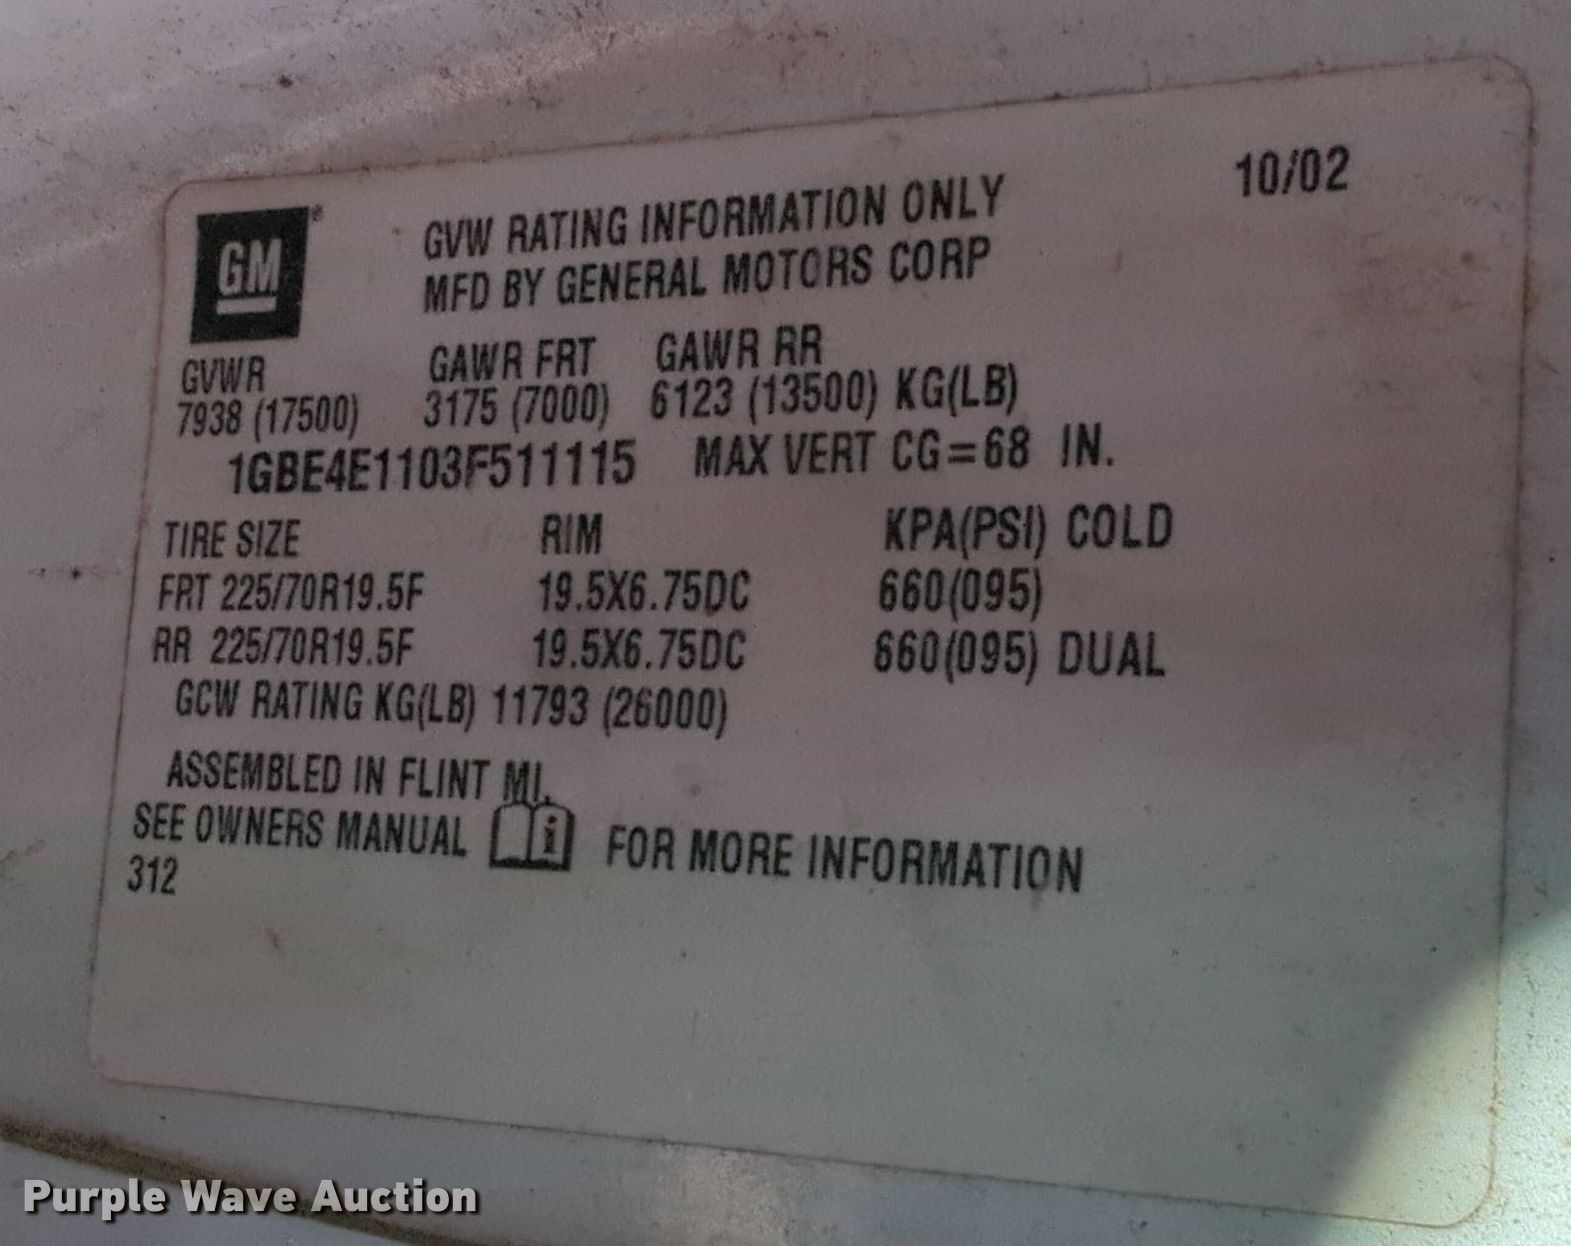 10/02
GM®
GVW RATING INFORMATION ONLY
MFD BY GENERAL MOTORS CORP
GVWR GAWR FRT GAWR RR
7938 (17500) 3175 (7000) 6123 (13500) KG(LB)
1GBE4E1103F511115 MAX VERT CG=68 IN.
TIRE SIZE RIM KPA(PSI) COLD
FRT 225/70R19.5F 19.5X6.75DC 660(095)
RR 225/70R19.5F 19.5X6.75DC 660(095) DUAL
GCW RATING KG(LB) 11793 (26000)
ASSEMBLED IN FLINT MI.
SEE OWNERS MANUAL i FOR MORE INFORMATION
312
Purple Wave Auction